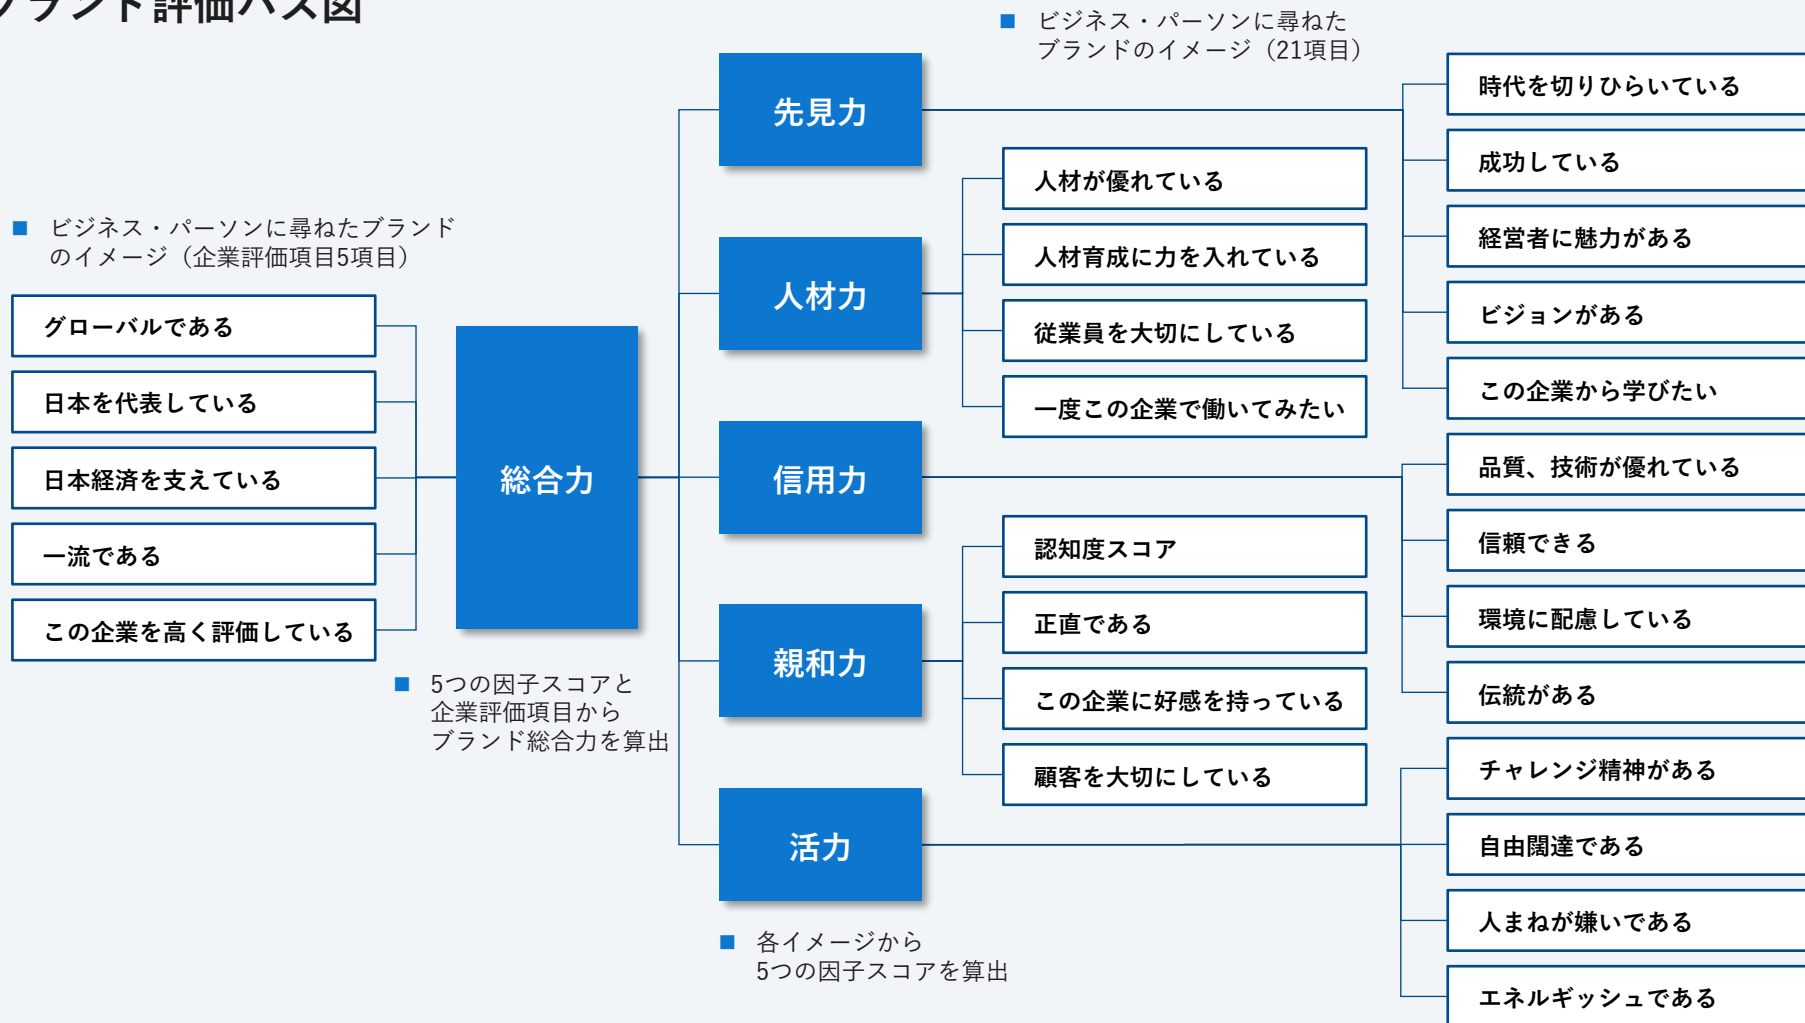 ブランド評価パス図
■ ビジネス・パーソンに尋ねた
ブランドのイメージ（21項目）
■ ビジネス・パーソンに尋ねたブランド
のイメージ（企業評価項目5項目）
グローバルである
日本を代表している
日本経済を支えている
一流である
この企業を高く評価している
総合力
■ 5つの因子スコアと
企業評価項目から
ブランド総合力を算出
先見力
時代を切りひらいている
成功している
経営者に魅力がある
ビジョンがある
この企業から学びたい
人材力
人材が優れている
人材育成に力を入れている
従業員を大切にしている
一度この企業で働いてみたい
信用力
品質、技術が優れている
信頼できる
環境に配慮している
伝統がある
親和力
認知度スコア
正直である
この企業に好感を持っている
顧客を大切にしている
活力
チャレンジ精神がある
自由闊達である
人まねが嫌いである
エネルギッシュである
■ 各イメージから
5つの因子スコアを算出